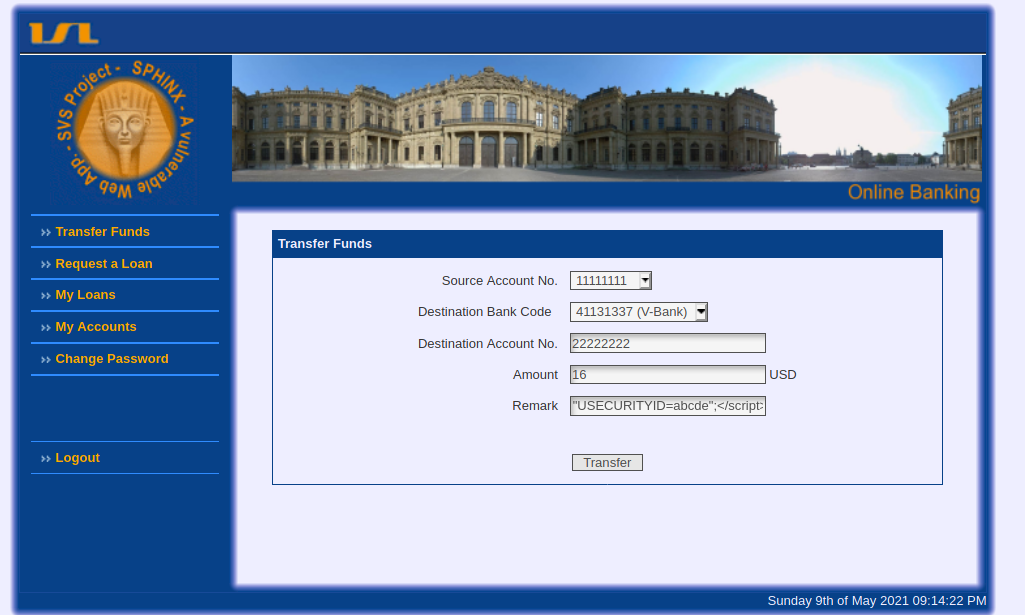 ISL
SVS Project - SPHINX - A vulnerable Web App. -
Online Banking
Transfer Funds
Request a Loan
My Loans
My Accounts
Change Password
Logout
Transfer Funds
Source Account No. 11111111
Destination Bank Code 41131337 (V-Bank)
Destination Account No. 22222222
Amount 16 USD
Remark "USECURITYID=abcde";</script>
Transfer
Sunday 9th of May 2021 09:14:22 PM